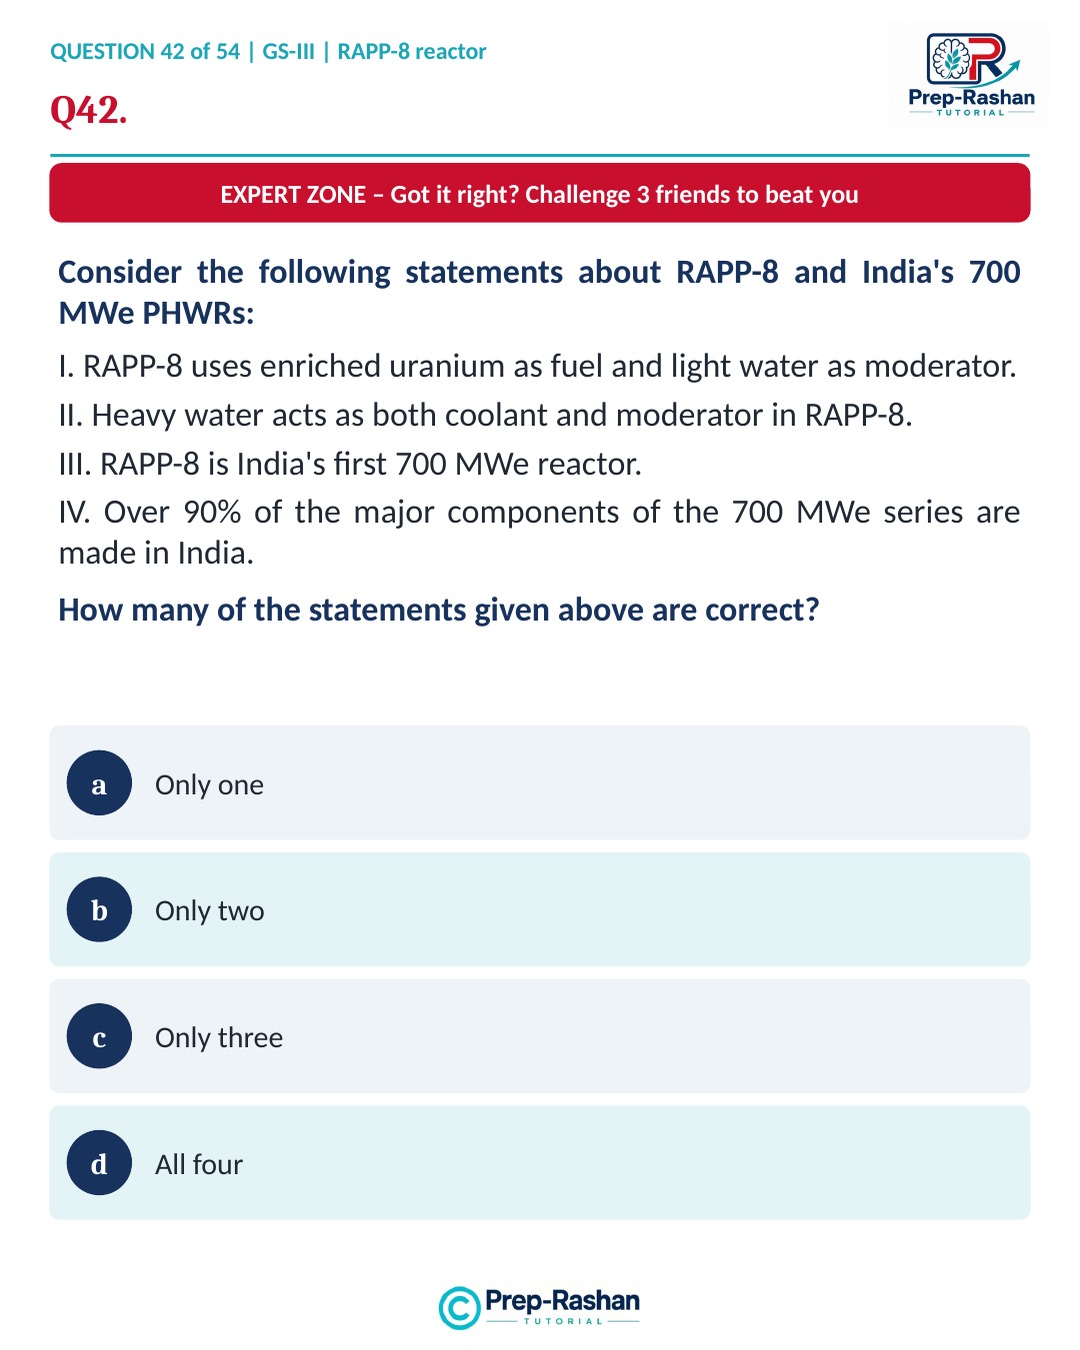 QUESTION 42 of 54 | GS-III | RAPP-8 reactor
Q42.
R
Prep-Rashan
TUTORIAL
EXPERT ZONE – Got it right? Challenge 3 friends to beat you
Consider the following statements about RAPP-8 and India's 700
MWe PHWRs:
I. RAPP-8 uses enriched uranium as fuel and light water as moderator.
II. Heavy water acts as both coolant and moderator in RAPP-8.
III. RAPP-8 is India's first 700 MWe reactor.
IV. Over 90% of the major components of the 700 MWe series are
made in India.
How many of the statements given above are correct?
a Only one
b Only two
c Only three
d All four
© Prep-Rashan
TUTORIAL